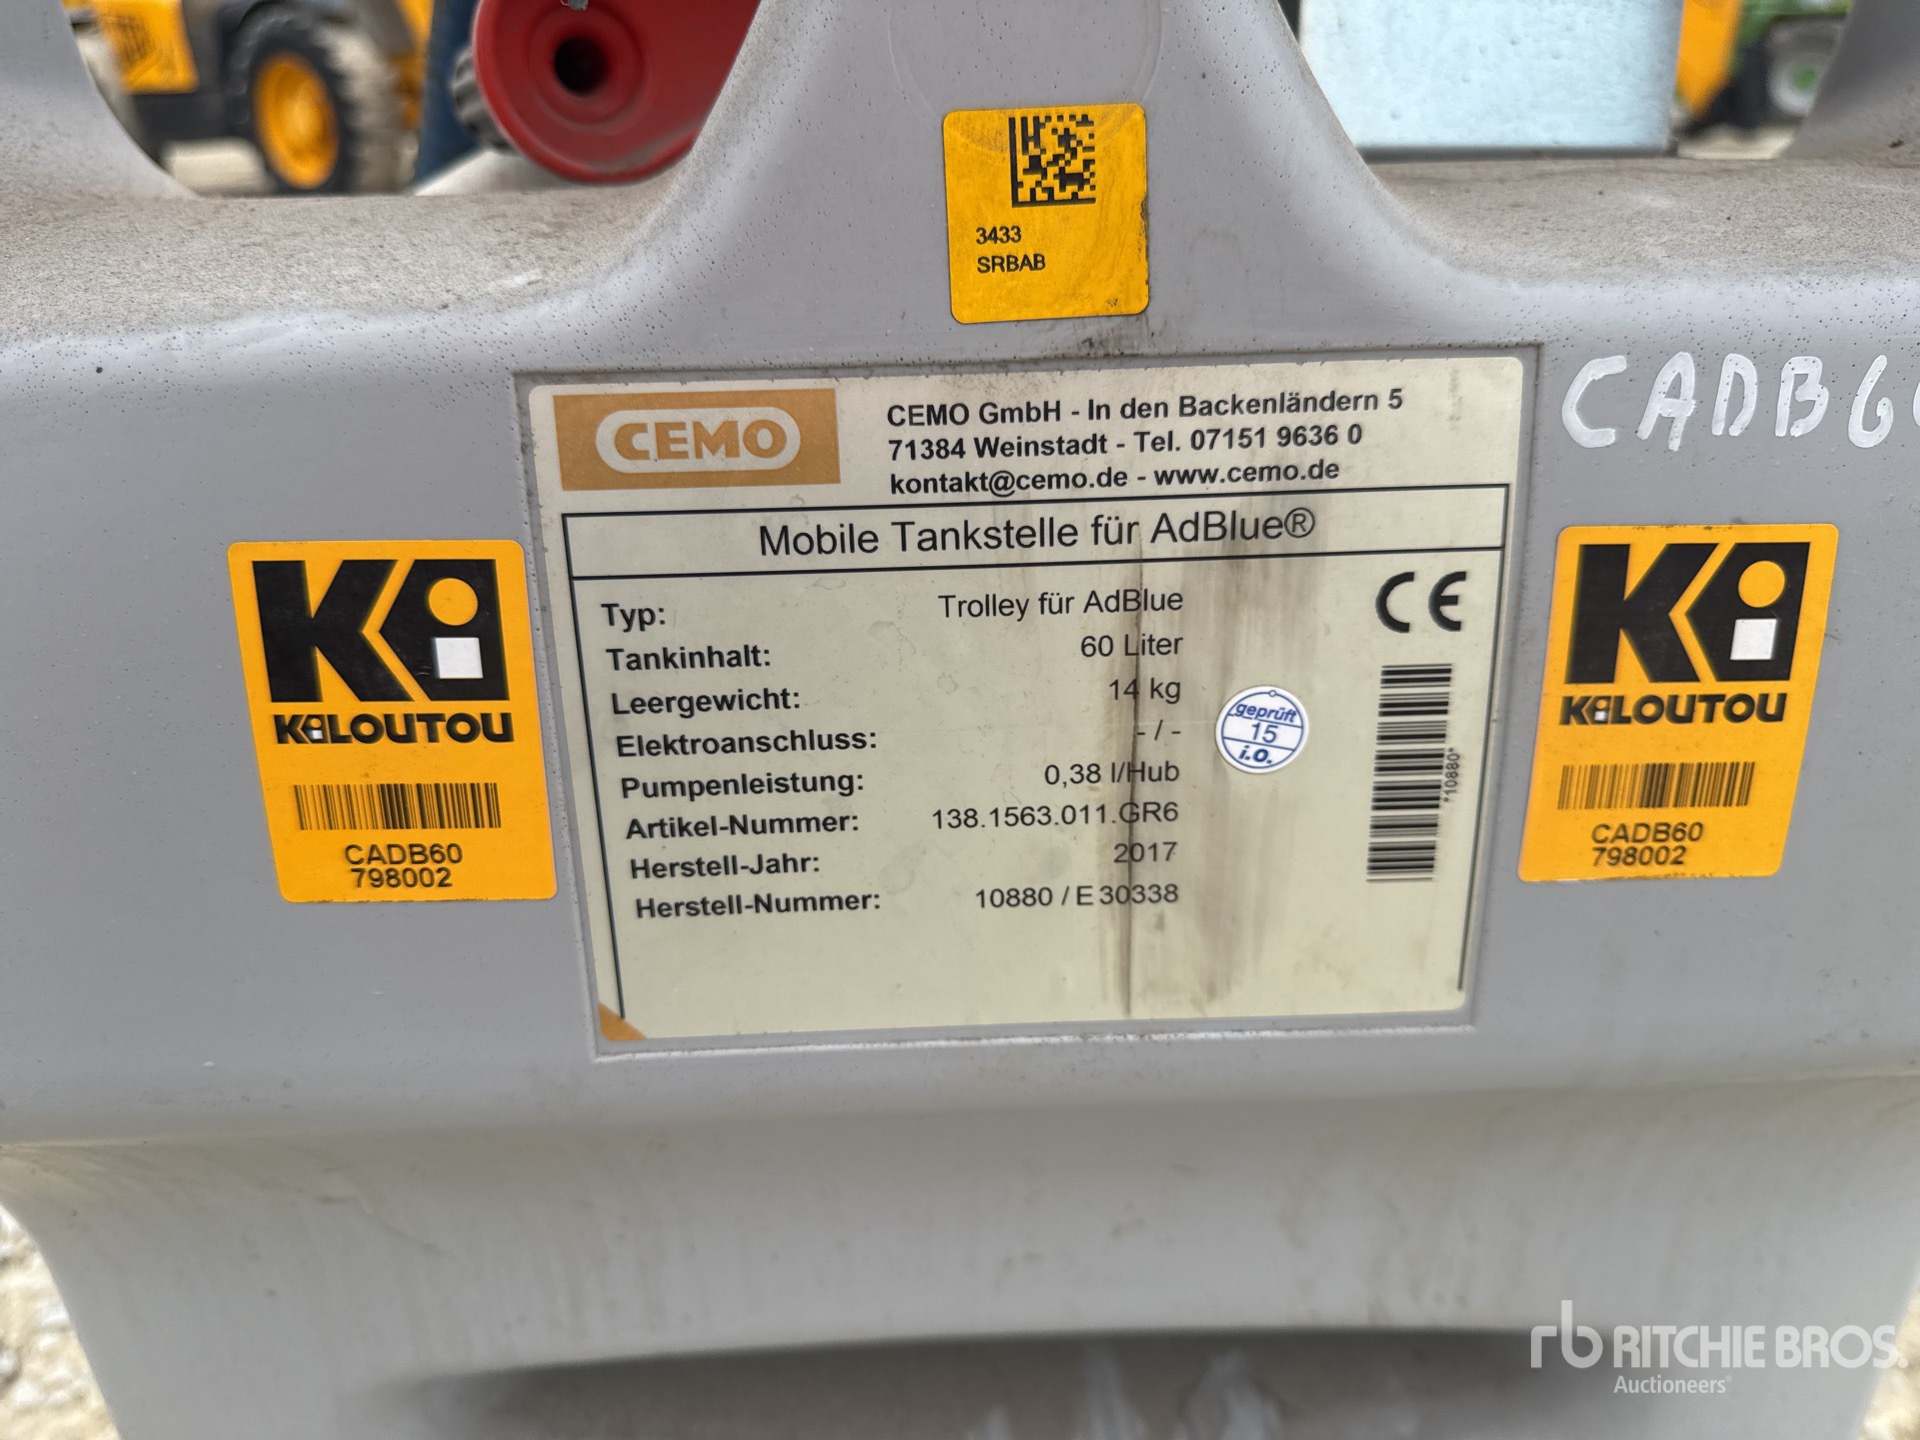 3433
SRBAB
CADB6
CEMO
CEMO GmbH - In den Backenländern 5
71384 Weinstadt - Tel. 07151 9636 0
kontakt@cemo.de - www.cemo.de
Mobile Tankstelle für AdBlue®
Typ: Trolley für AdBlue
Tankinhalt: 60 Liter
Leergewicht: 14 kg
Elektroanschluss: - / -
Pumpenleistung: 0,38 l/Hub
Artikel-Nummer: 138.1563.011.GR6
Herstell-Jahr: 2017
Herstell-Nummer: 10880 / E 30338
CE
geprüft
15
i.O.
*10880*
Ki
KiLOUTOU
CADB60
798002
Ki
KiLOUTOU
CADB60
798002
rb RITCHIE BROS.
Auctioneers